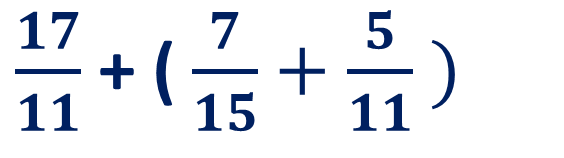 17/11 + ( 7/15 + 5/11 )